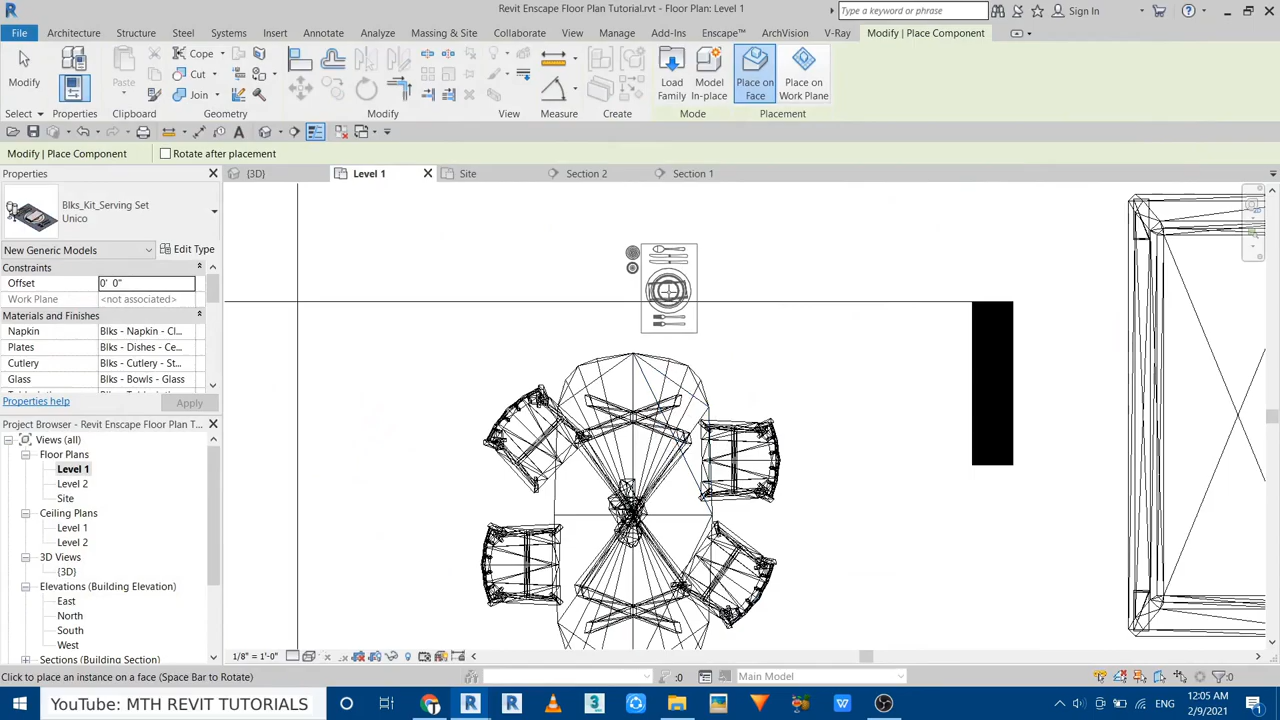 Revit Enscape Floor Plan Tutorial.rvt - Floor Plan: Level 1
Type a keyword or phrase
Sign In
File Architecture Structure Steel Systems Insert Annotate Analyze Massing & Site Collaborate View Manage Add-Ins Enscape™ ArchVision V-Ray Modify | Place Component
Modify
Paste
Cope
Cut
Join
Load Family
Model In-place
Place on Face
Place on Work Plane
Select Properties Clipboard Geometry Modify View Measure Create Mode Placement
Modify | Place Component Rotate after placement
Properties
{3D} Level 1 Site Section 2 Section 1
Blks_Kit_Serving Set
Unico
New Generic Models Edit Type
Constraints
Offset 0' 0"
Work Plane <not associated>
Materials and Finishes
Napkin Blks - Napkin - Cl...
Plates Blks - Dishes - Ce...
Cutlery Blks - Cutlery - St...
Glass Blks - Bowls - Glass
Properties help Apply
Project Browser - Revit Enscape Floor Plan T...
Views (all)
Floor Plans
Level 1
Level 2
Site
Ceiling Plans
Level 1
Level 2
3D Views
{3D}
Elevations (Building Elevation)
East
North
South
West
Sections (Building Section)
1/8" = 1'-0"
Click to place an instance on a face (Space Bar to Rotate)
:0
Main Model
:0
YouTube: MTH REVIT TUTORIALS
ENG
12:05 AM
2/9/2021